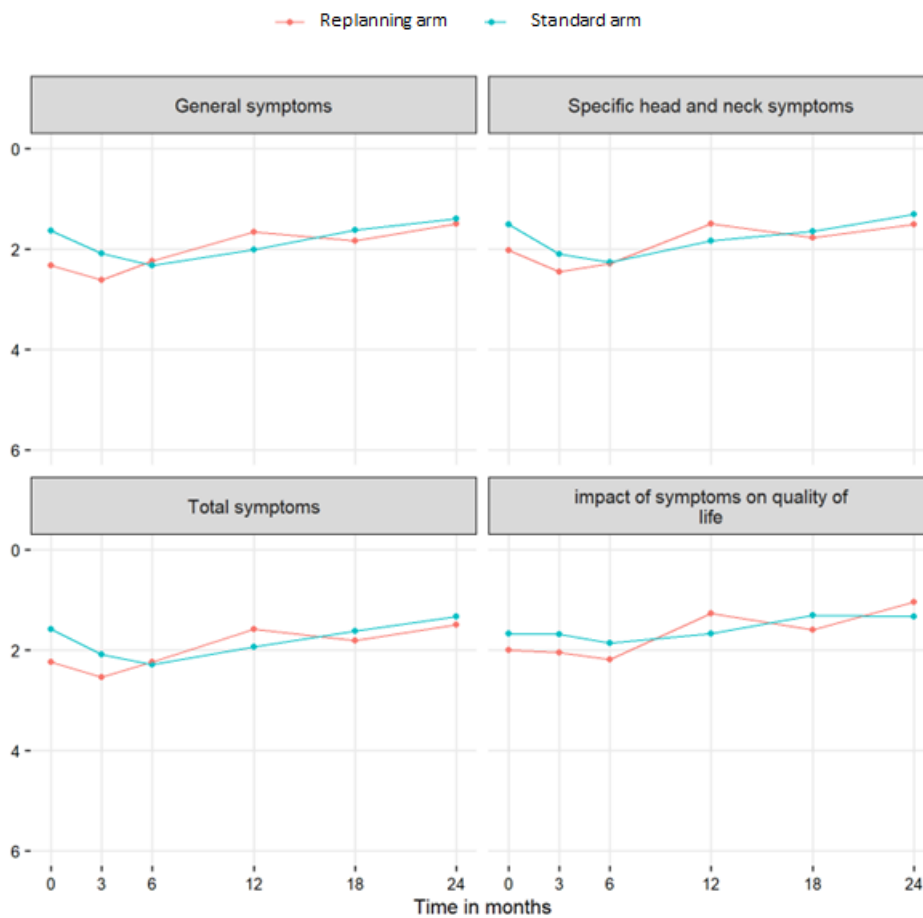 Replanning arm
Standard arm
General symptoms
Specific head and neck symptoms
0
2
4
6
Total symptoms
impact of symptoms on quality of
life
0
2
4
6
0 3 6 12 18 24
0 3 6 12 18 24
Time in months